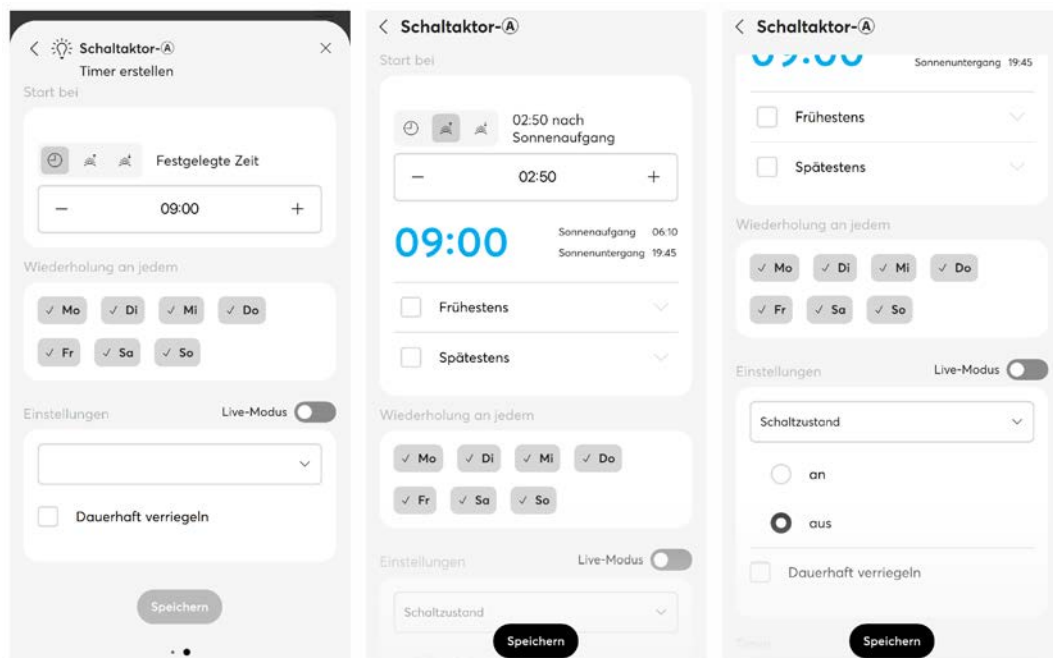 Schaltaktor-Ⓐ
Timer erstellen
Start bei
Festgelegte Zeit
09:00
Wiederholung an jedem
Mo Di Mi Do
Fr Sa So
Einstellungen Live-Modus
Dauerhaft verriegeln
Speichern
Schaltaktor-Ⓐ
Start bei
02:50 nach
Sonnenaufgang
02:50
09:00
Sonnenaufgang 06:10
Sonnenuntergang 19:45
Frühestens
Spätestens
Wiederholung an jedem
Mo Di Mi Do
Fr Sa So
Einstellungen Live-Modus
Schaltzustand
Speichern
Schaltaktor-Ⓐ
09:00
Sonnenuntergang 19:45
Frühestens
Spätestens
Wiederholung an jedem
Mo Di Mi Do
Fr Sa So
Einstellungen Live-Modus
Schaltzustand
an
aus
Dauerhaft verriegeln
Speichern